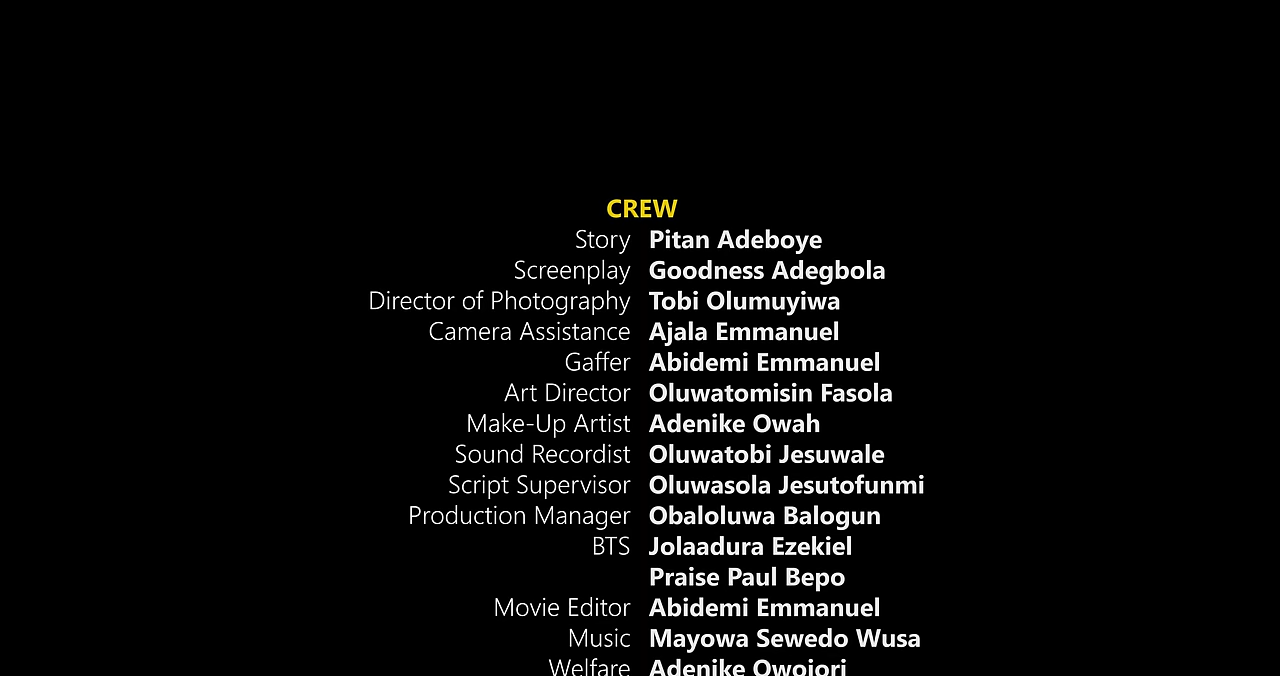 CREW
Story Pitan Adeboye
Screenplay Goodness Adegbola
Director of Photography Tobi Olumuyiwa
Camera Assistance Ajala Emmanuel
Gaffer Abidemi Emmanuel
Art Director Oluwatomisin Fasola
Make-Up Artist Adenike Owah
Sound Recordist Oluwatobi Jesuwale
Script Supervisor Oluwasola Jesutofunmi
Production Manager Obaloluwa Balogun
BTS Jolaadura Ezekiel
Praise Paul Bepo
Movie Editor Abidemi Emmanuel
Music Mayowa Sewedo Wusa
Welfare Adenike Owojori